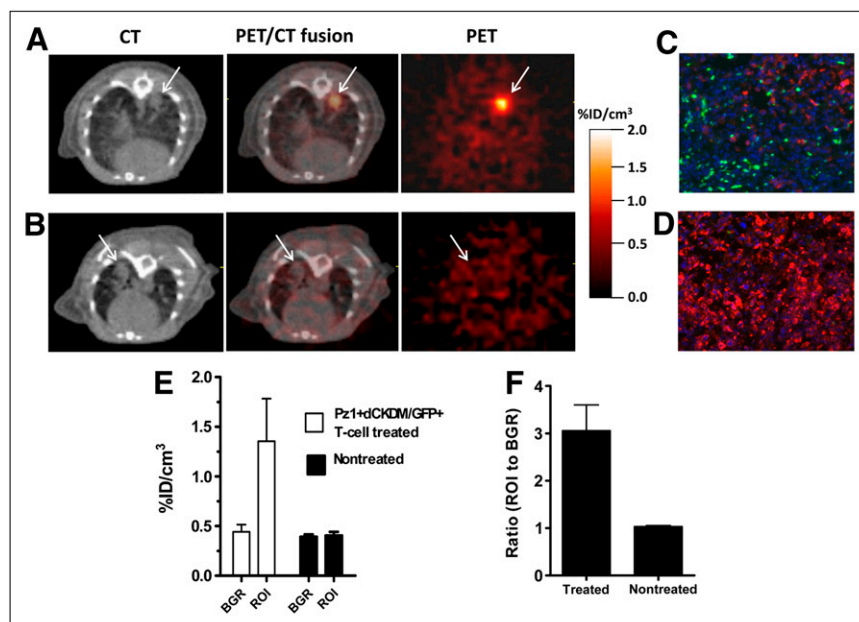 A CT PET/CT fusion PET C
%ID/cm³
2.0
1.5
1.0
0.5
0.0
B D
E
%ID/cm³
2.0
1.5
1.0
0.5
0.0
BGR ROI BGR ROI
Pz1+dCKDM/GFP+
T-cell treated
Nontreated
F
Ratio (ROI to BGR)
4
3
2
1
0
Treated Nontreated